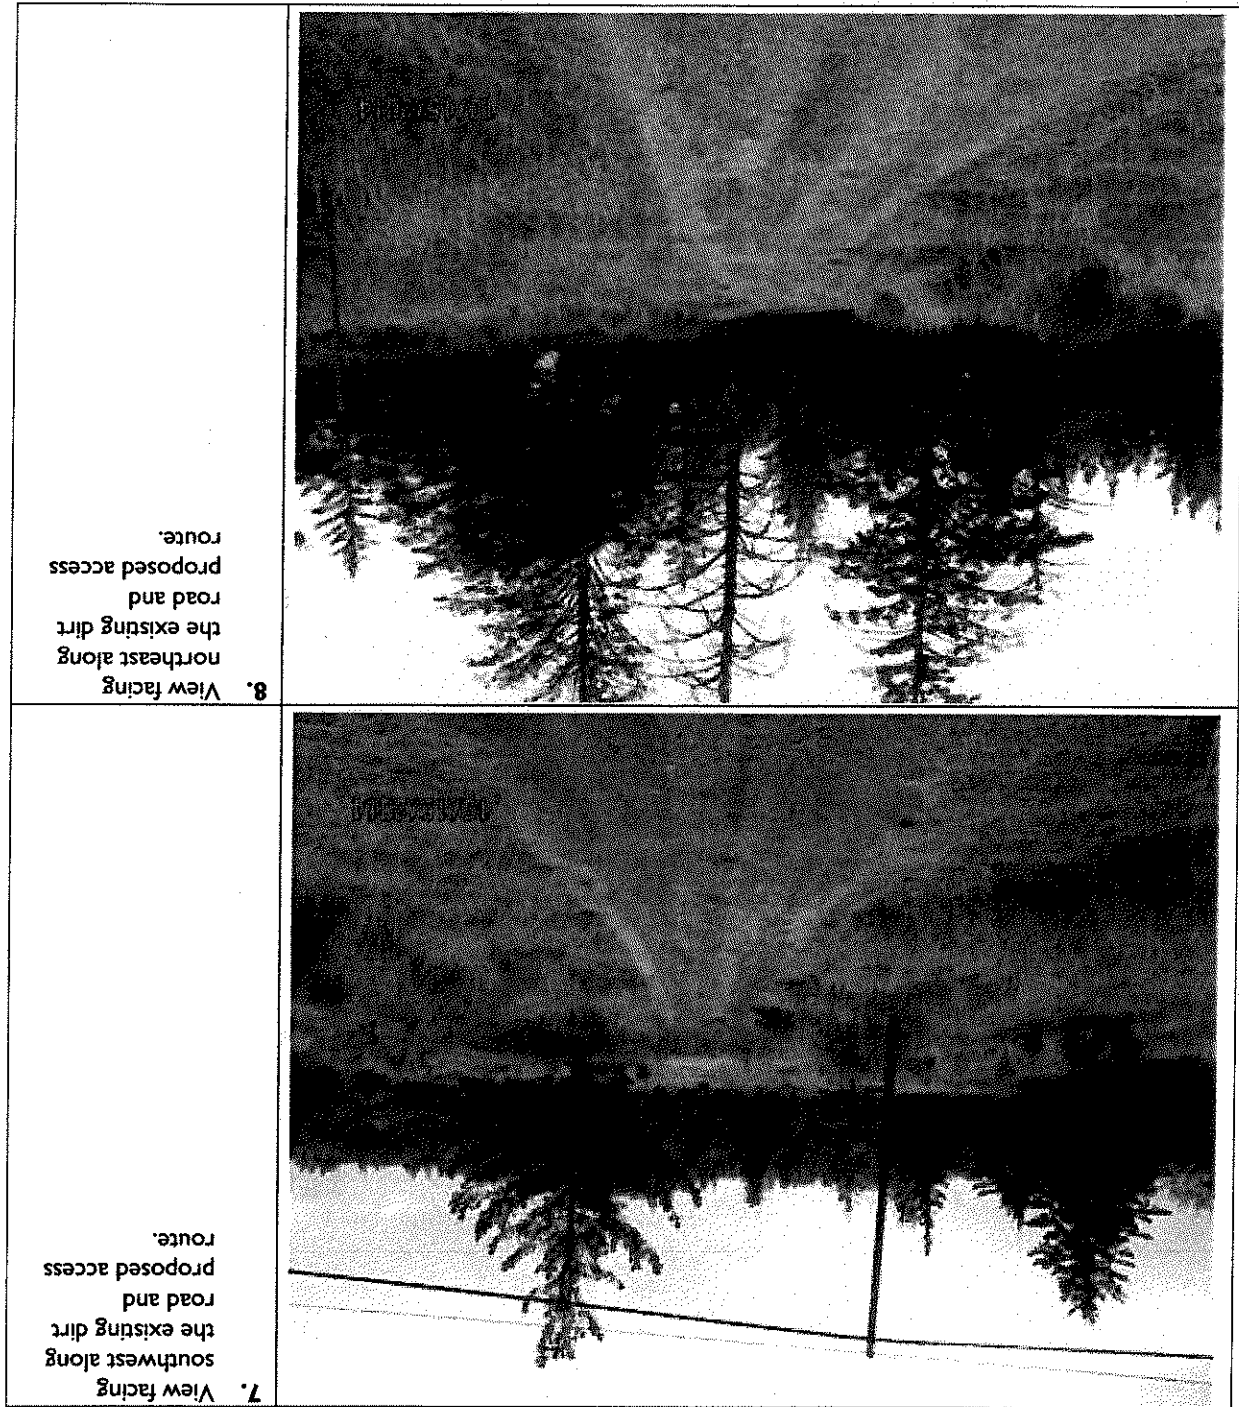 7. View facing
southwest along
the existing dirt
road and
proposed access
route.
8. View facing
northeast along
the existing dirt
road and
proposed access
route.